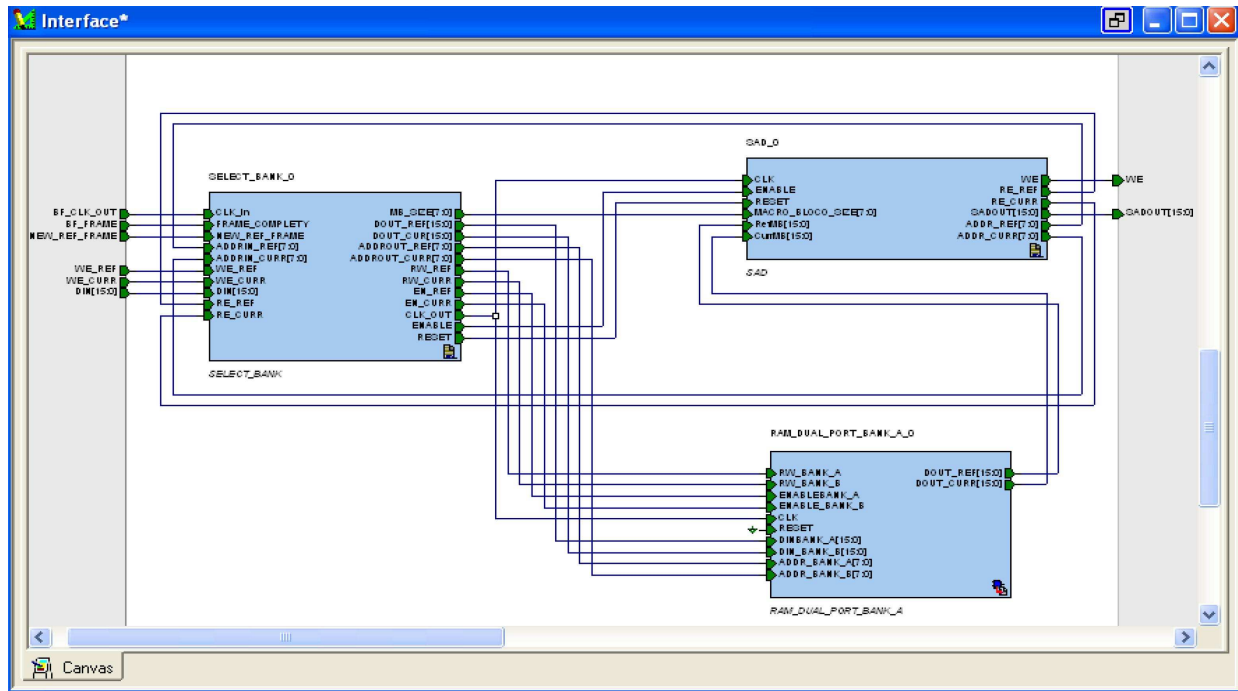 Interface*
SELECT_BANK_0
BF_CLK_OUT
BF_FRAME
NEW_REF_FRAME
WE_REF
WE_CURR
DIN[15:0]
CLK_In
FRAME_COMPLETY
NEW_REF_FRAME
ADDRIN_REF[7:0]
ADDRIN_CURR[7:0]
WE_REF
WE_CURR
DIN[15:0]
RE_REF
RE_CURR
MB_SIZE[7:0]
DOUT_REF[15:0]
DOUT_CUR[15:0]
ADDROUT_REF[7:0]
ADDROUT_CURR[7:0]
RW_REF
RW_CURR
EN_REF
EN_CURR
CLK_OUT
ENABLE
RESET
SELECT_BANK
SAD_0
CLK
ENABLE
RESET
MACRO_BLOCO_SIZE[7:0]
RefMB[15:0]
CurrMB[15:0]
WE
RE_REF
RE_CURR
SADOUT[15:0]
ADDR_REF[7:0]
ADDR_CURR[7:0]
SAD
WE
SADOUT[15:0]
RAM_DUAL_PORT_BANK_A_0
RW_BANK_A
RW_BANK_B
ENABLEBANK_A
ENABLE_BANK_B
CLK
RESET
DINBANK_A[15:0]
DIN_BANK_B[15:0]
ADDR_BANK_A[7:0]
ADDR_BANK_B[7:0]
DOUT_REF[15:0]
DOUT_CURR[15:0]
RAM_DUAL_PORT_BANK_A
Canvas